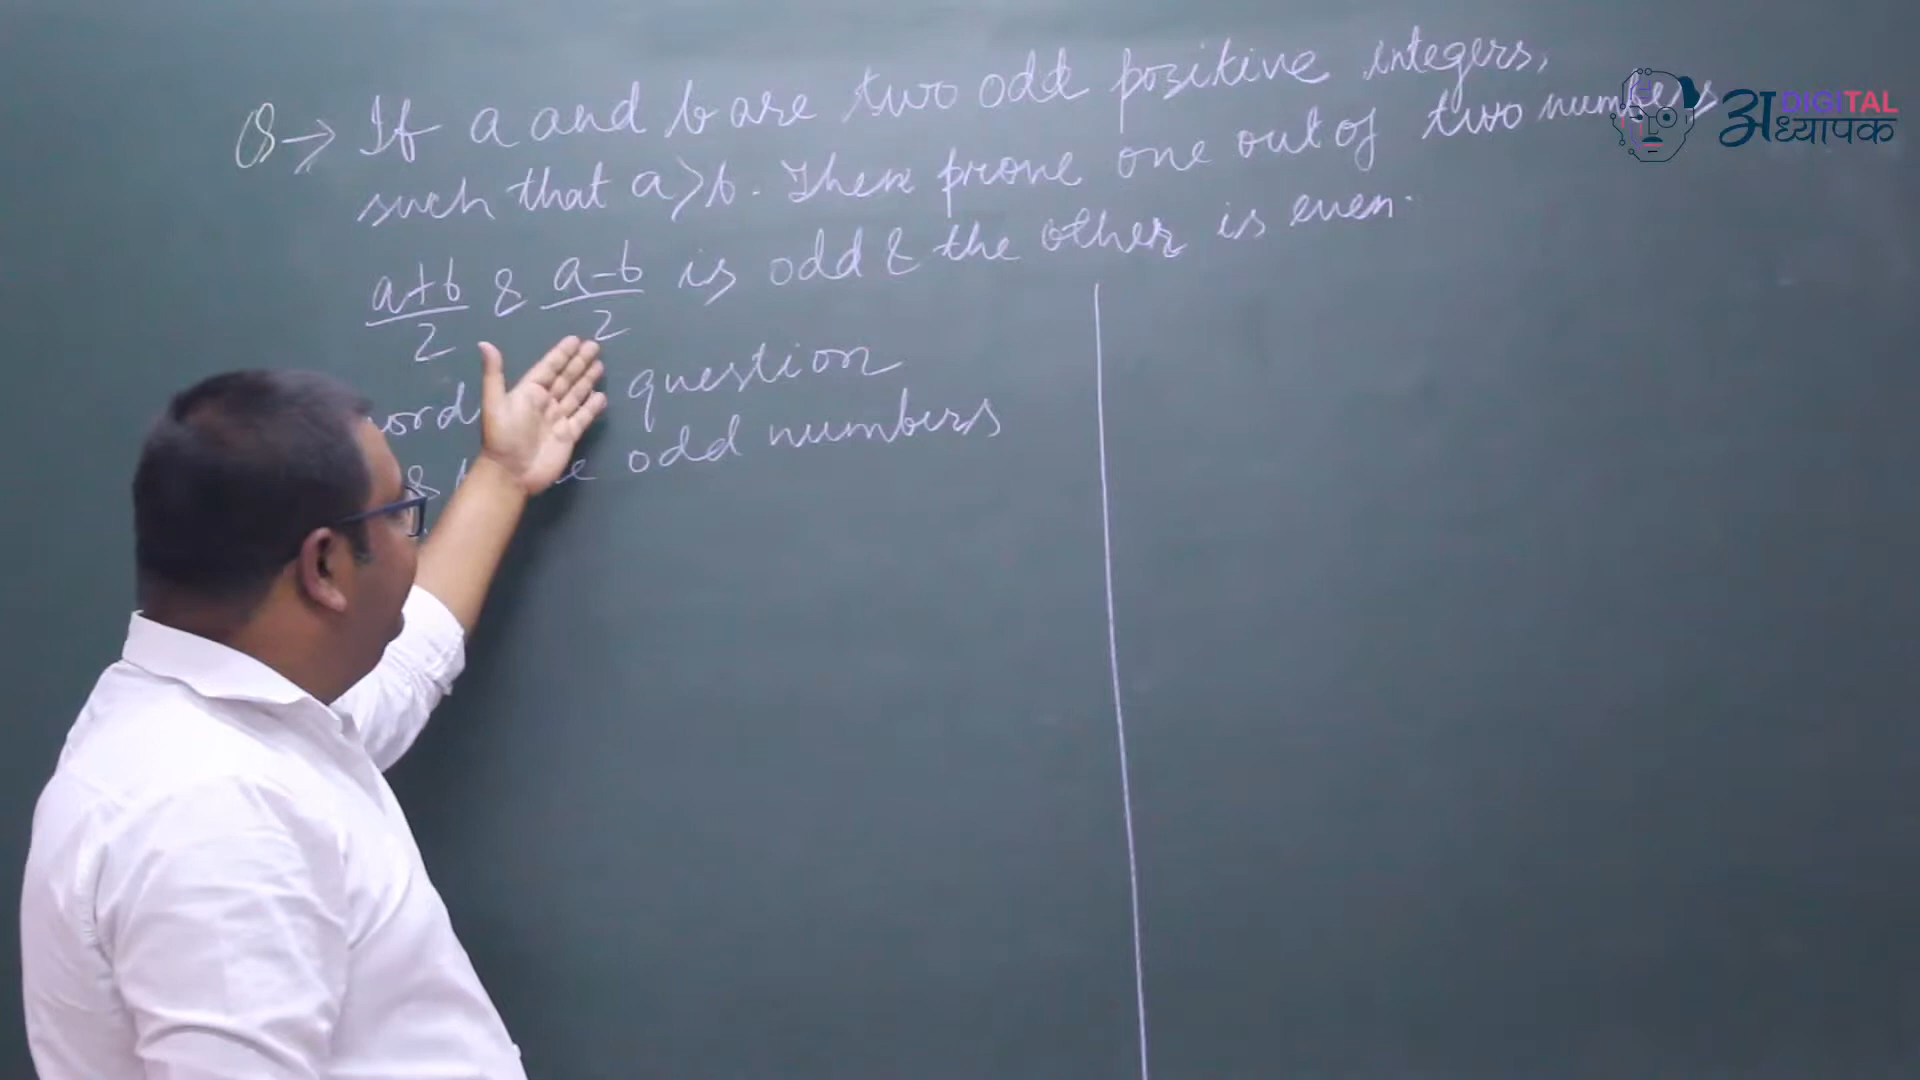 Q→ If a and b are two odd positive integers,
such that a>b. Then prove one out of two numbers
a+b/2 & a-b/2 is odd & the other is even.
question
& odd numbers
अध्यापक DIGITAL